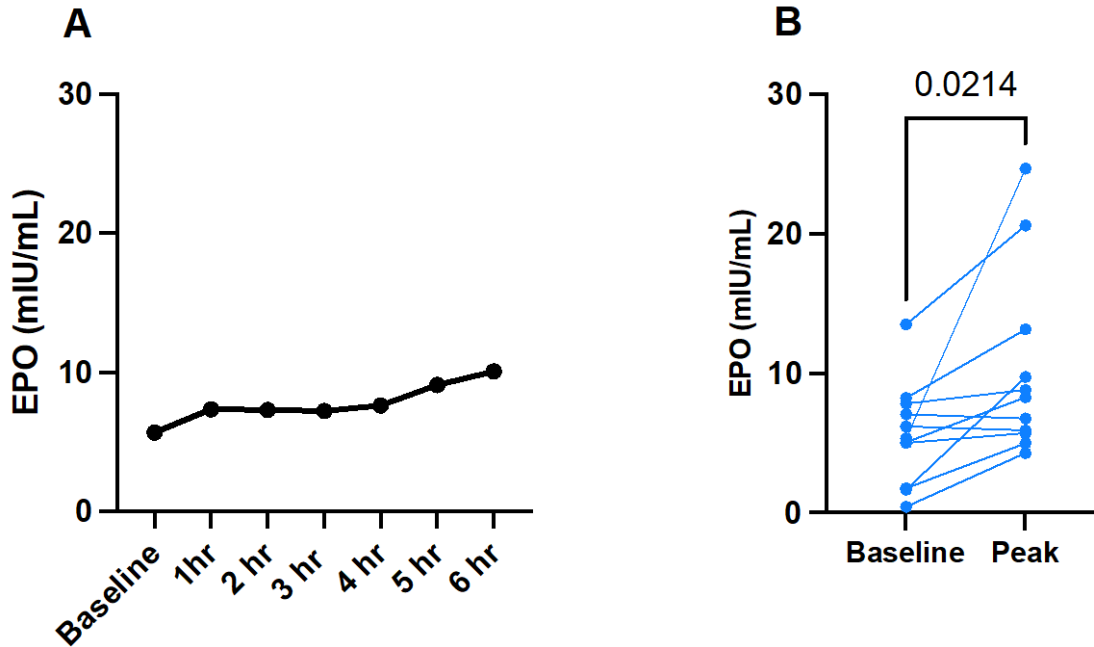 A
EPO (mIU/mL)
30
20
10
0
Baseline
1hr
2 hr
3 hr
4 hr
5 hr
6 hr
B
0.0214
EPO (mIU/mL)
30
20
10
0
Baseline
Peak